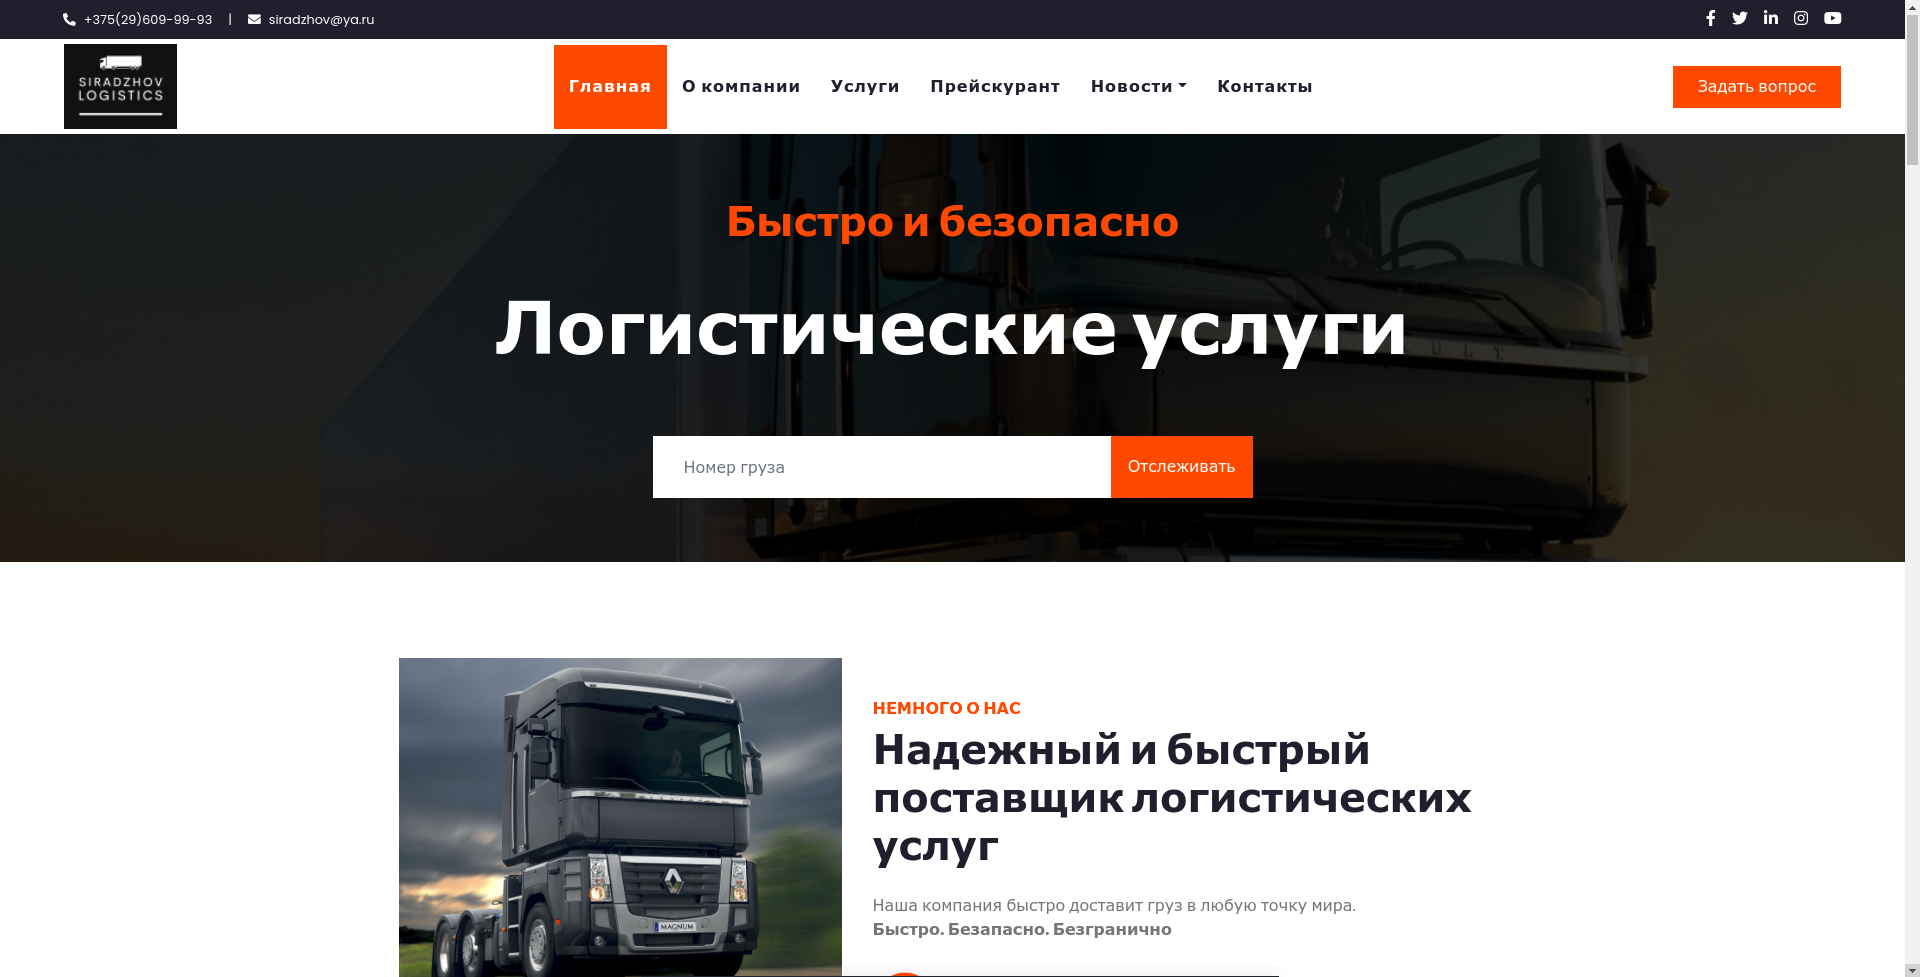 +375(29)609-99-93 | siradzhov@ya.ru
SIRADZHOV
LOGISTICS
Главная О компании Услуги Прейскурант Новости Контакты Задать вопрос
Быстро и безопасно
Логистические услуги
ULT
Номер груза Отслеживать
НЕМНОГО О НАС
Надежный и быстрый
поставщик логистических
услуг
Наша компания быстро доставит груз в любую точку мира.
Быстро. Безапасно. Безгранично
MAGNUM